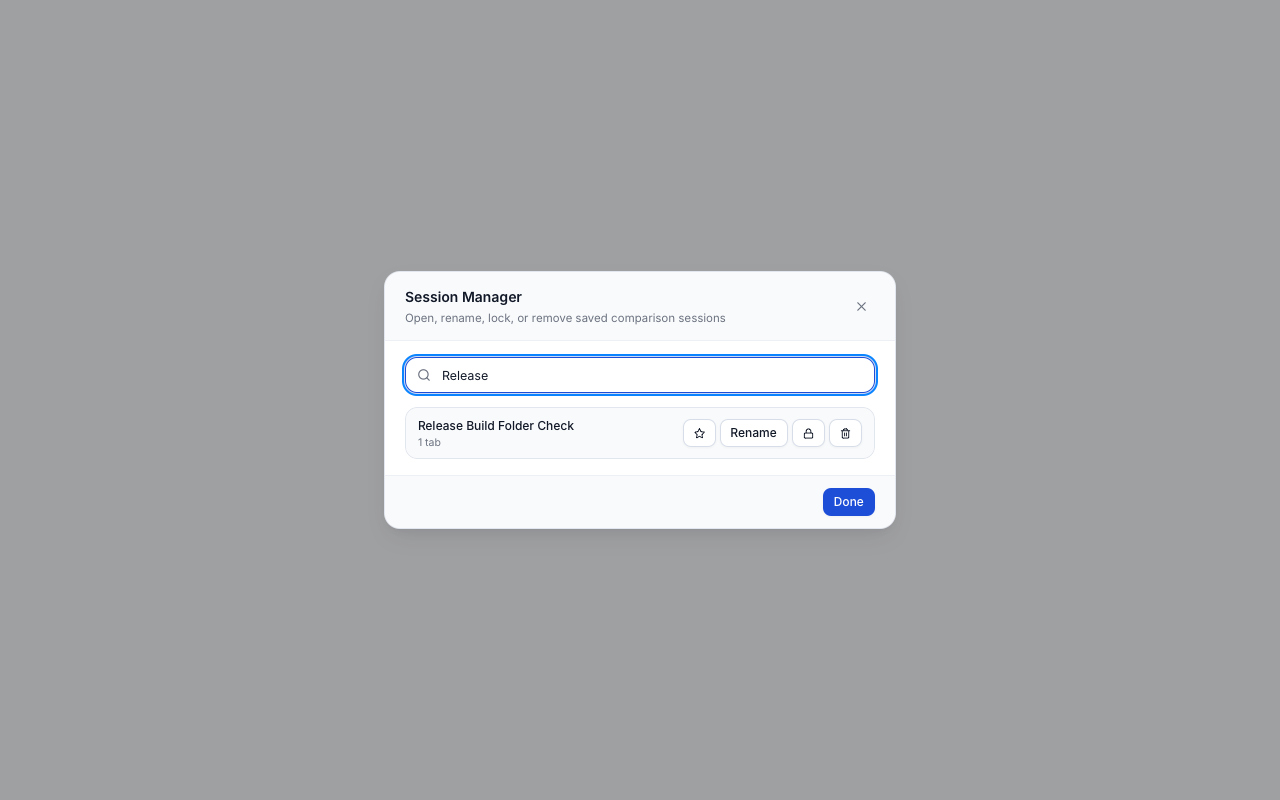 Session Manager
Open, rename, lock, or remove saved comparison sessions
Release
Release Build Folder Check
1 tab
Rename
Done